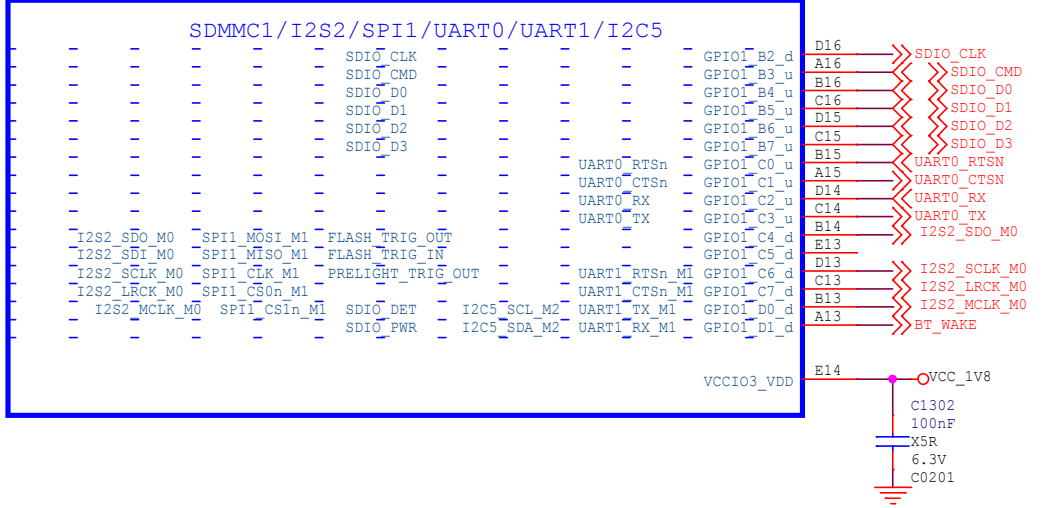 SDMMC1/I2S2/SPI1/UART0/UART1/I2C5
SDIO_CLK GPIO1_B2_d D16 SDIO_CLK
SDIO_CMD GPIO1_B3_u A16 SDIO_CMD
SDIO_D0 GPIO1_B4_u B16 SDIO_D0
SDIO_D1 GPIO1_B5_u C16 SDIO_D1
SDIO_D2 GPIO1_B6_u D15 SDIO_D2
SDIO_D3 GPIO1_B7_u C15 SDIO_D3
UART0_RTSn GPIO1_C0_u B15 UART0_RTSN
UART0_CTSn GPIO1_C1_u A15 UART0_CTSN
UART0_RX GPIO1_C2_u D14 UART0_RX
UART0_TX GPIO1_C3_u C14 UART0_TX
I2S2_SDO_M0 SPI1_MOSI_M1 FLASH_TRIG_OUT GPIO1_C4_d B14 I2S2_SDO_M0
I2S2_SDI_M0 SPI1_MISO_M1 FLASH_TRIG_IN GPIO1_C5_d E13
I2S2_SCLK_M0 SPI1_CLK_M1 PRELIGHT_TRIG_OUT UART1_RTSn_M1 GPIO1_C6_d D13 I2S2_SCLK_M0
I2S2_LRCK_M0 SPI1_CS0n_M1 UART1_CTSn_M1 GPIO1_C7_d C13 I2S2_LRCK_M0
I2S2_MCLK_M0 SPI1_CS1n_M1 SDIO_DET I2C5_SCL_M2 UART1_TX_M1 GPIO1_D0_d B13 I2S2_MCLK_M0
SDIO_PWR I2C5_SDA_M2 UART1_RX_M1 GPIO1_D1_d A13 BT_WAKE
VCCIO3_VDD E14 VCC_1V8
C1302
100nF
X5R
6.3V
C0201